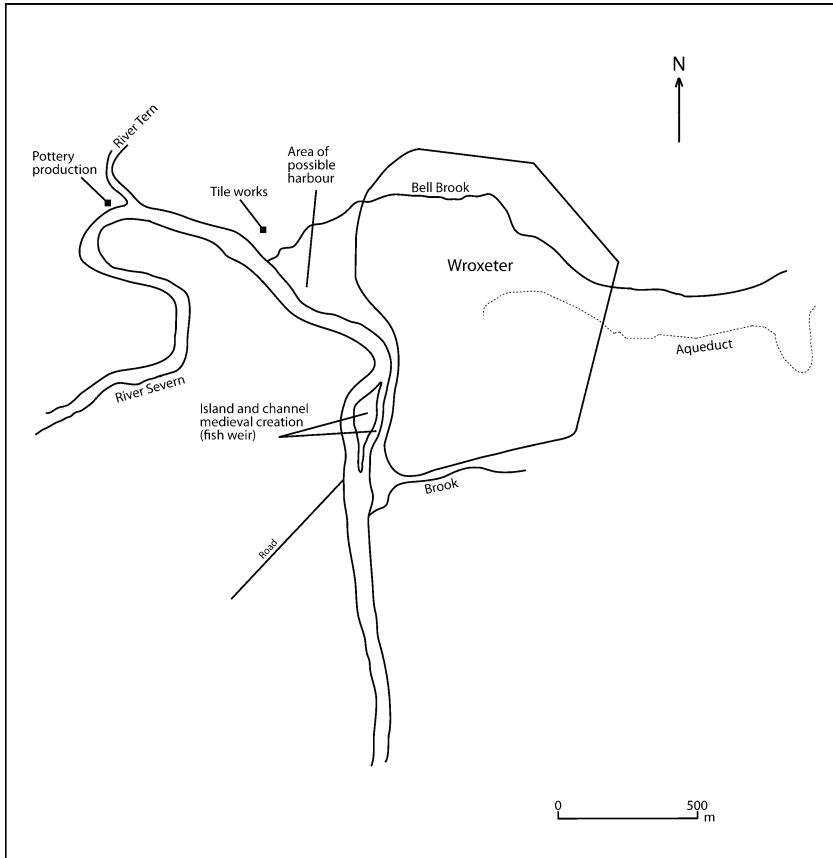 N
River Tern
Pottery
production
Tile works
Area of
possible
harbour
Bell Brook
Wroxeter
Aqueduct
River Severn
Island and channel
medieval creation
(fish weir)
Brook
Road
0
500
m